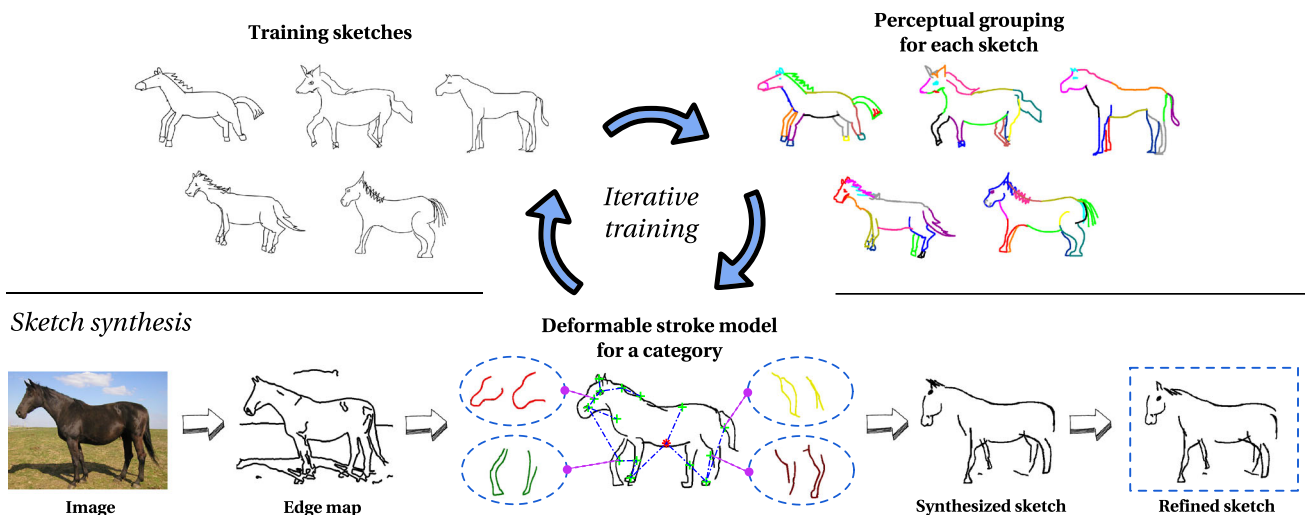 Training sketches
Perceptual grouping
for each sketch
Iterative
training
Sketch synthesis
Deformable stroke model
for a category
Image
Edge map
Synthesized sketch
Refined sketch